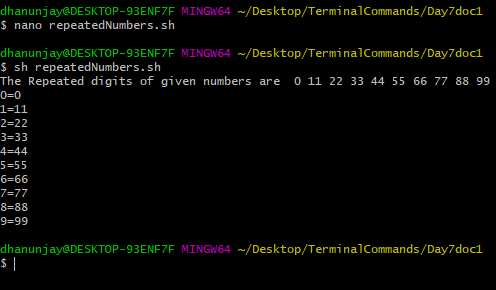 dhanunjay@DESKTOP-93ENF7F MINGW64 ~/Desktop/TerminalCommands/Day7doc1
$ nano repeatedNumbers.sh
dhanunjay@DESKTOP-93ENF7F MINGW64 ~/Desktop/TerminalCommands/Day7doc1
$ sh repeatedNumbers.sh
The Repeated digits of given numbers are  0 11 22 33 44 55 66 77 88 99
0=0
1=11
2=22
3=33
4=44
5=55
6=66
7=77
8=88
9=99
dhanunjay@DESKTOP-93ENF7F MINGW64 ~/Desktop/TerminalCommands/Day7doc1
$